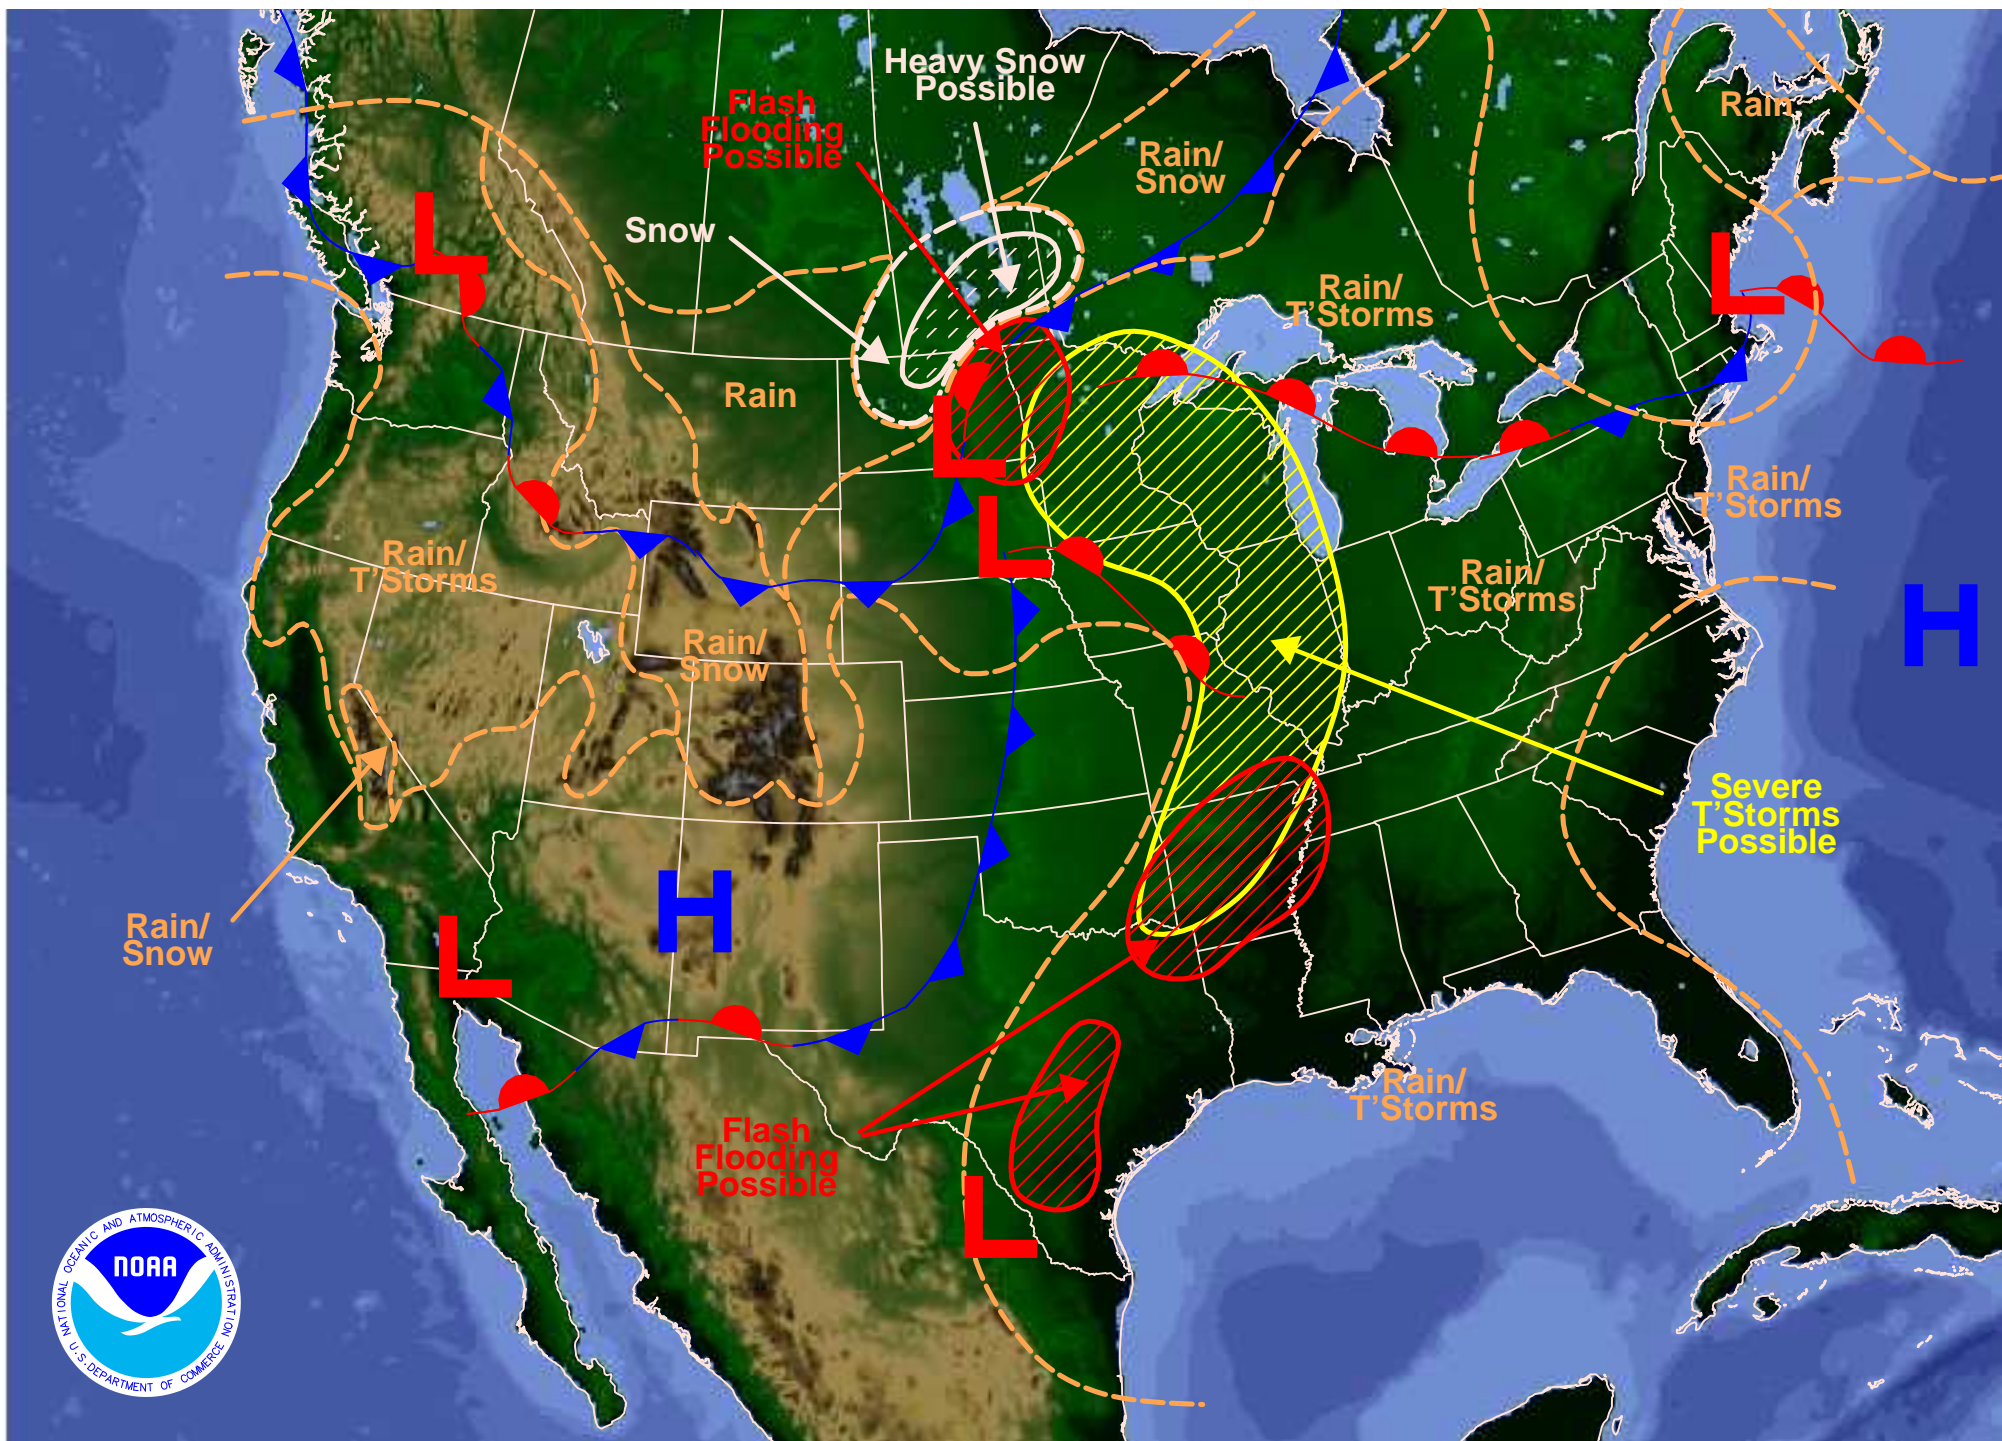 Heavy Snow
Possible
Flash
Flooding
Possible
Rain
Rain/
Snow
Snow
L
L
Rain/
T'Storms
Rain
L
Rain/
T'Storms
L
Rain/
T'Storms
Rain/
T'Storms
H
Rain/
Snow
Severe
T'Storms
Possible
H
Rain/
Snow
L
Rain/
T'Storms
Flash
Flooding
Possible
L
NATIONAL OCEANIC AND ATMOSPHERIC ADMINISTRATION
NOAA
U.S. DEPARTMENT OF COMMERCE